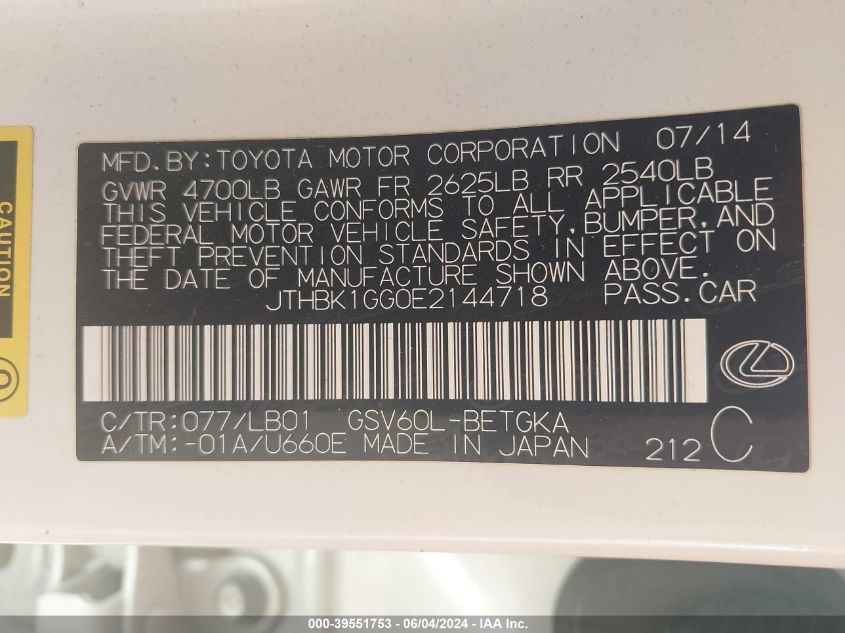 MFD.BY:TOYOTA MOTOR CORPORATION 07/14
GVWR 4700LB GAWR FR 2625LB RR 2540LB
THIS VEHICLE CONFORMS TO ALL APPLICABLE
FEDERAL MOTOR VEHICLE SAFETY,BUMPER,AND
THEFT PREVENTION STANDARDS IN EFFECT ON
THE DATE OF MANUFACTURE SHOWN ABOVE.
JTHBK1GG0E2144718 PASS.CAR
C/TR:077/LB01 GSV60L-BETGKA
A/TM:-01A/U660E MADE IN JAPAN 212 C
CAUTION
000-39551753 - 06/04/2024 - IAA Inc.